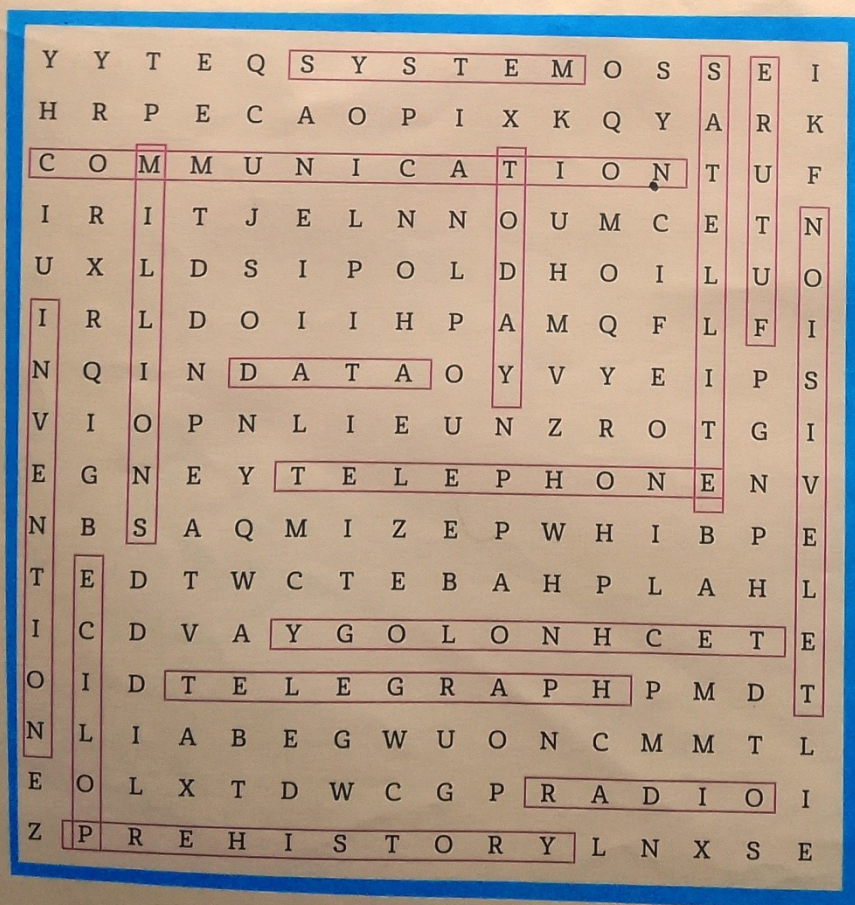 Y Y T E Q S Y S T E M O S S E I
H R P E C A O P I X K Q Y A R K
C O M M U N I C A T I O N T U F
I R I T J E L N N O U M C E T N
U X L D S I P O L D H O I L U O
I R L D O I I H P A M Q F L F I
N Q I N D A T A O Y V Y E I P S
V I O P N L I E U N Z R O T G I
E G N E Y T E L E P H O N E N V
N B S A Q M I Z E P W H I B P E
T E D T W C T E B A H P L A H L
I C D V A Y G O L O N H C E T E
O I D T E L E G R A P H P M D T
N L I A B E G W U O N C M M T L
E O L X T D W C G P R A D I O I
Z P R E H I S T O R Y L N X S E